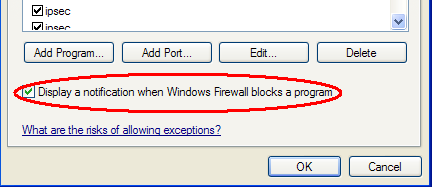 ipsec
ipsec
Add Program... Add Port... Edit... Delete
Display a notification when Windows Firewall blocks a program
What are the risks of allowing exceptions?
OK Cancel